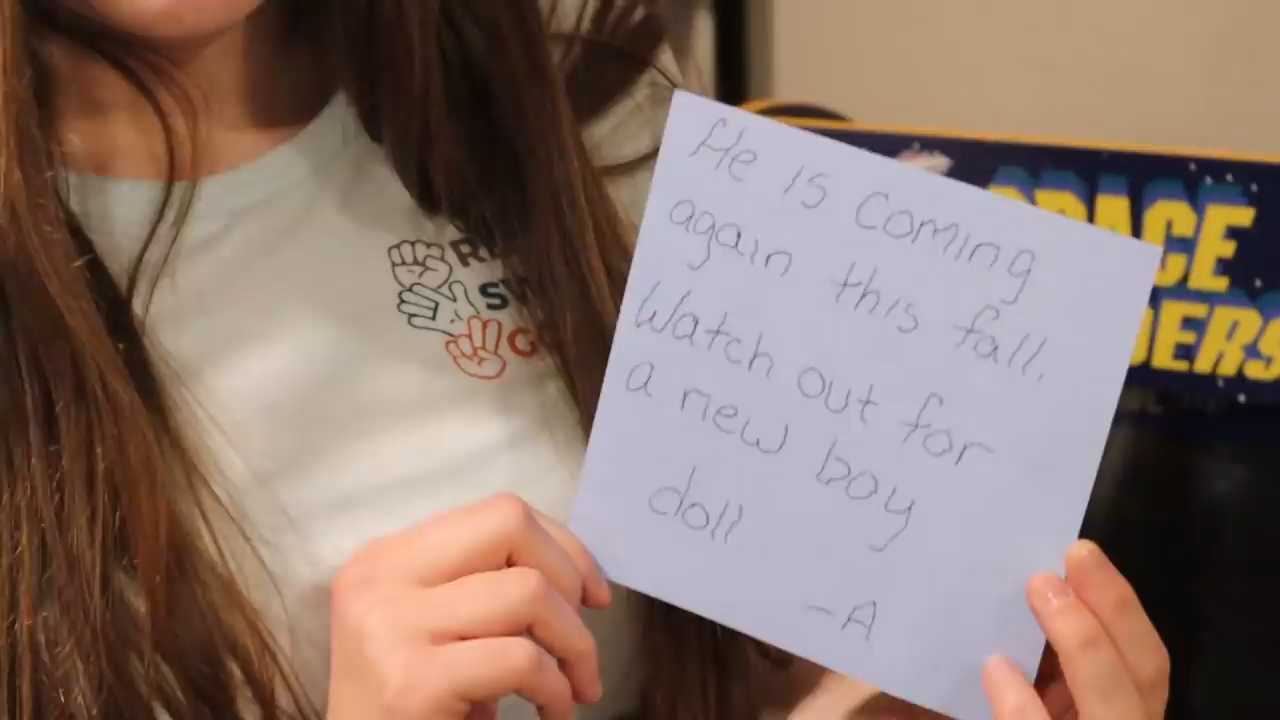 He is coming
again this fall.
Watch out for
a new boy
doll
-A